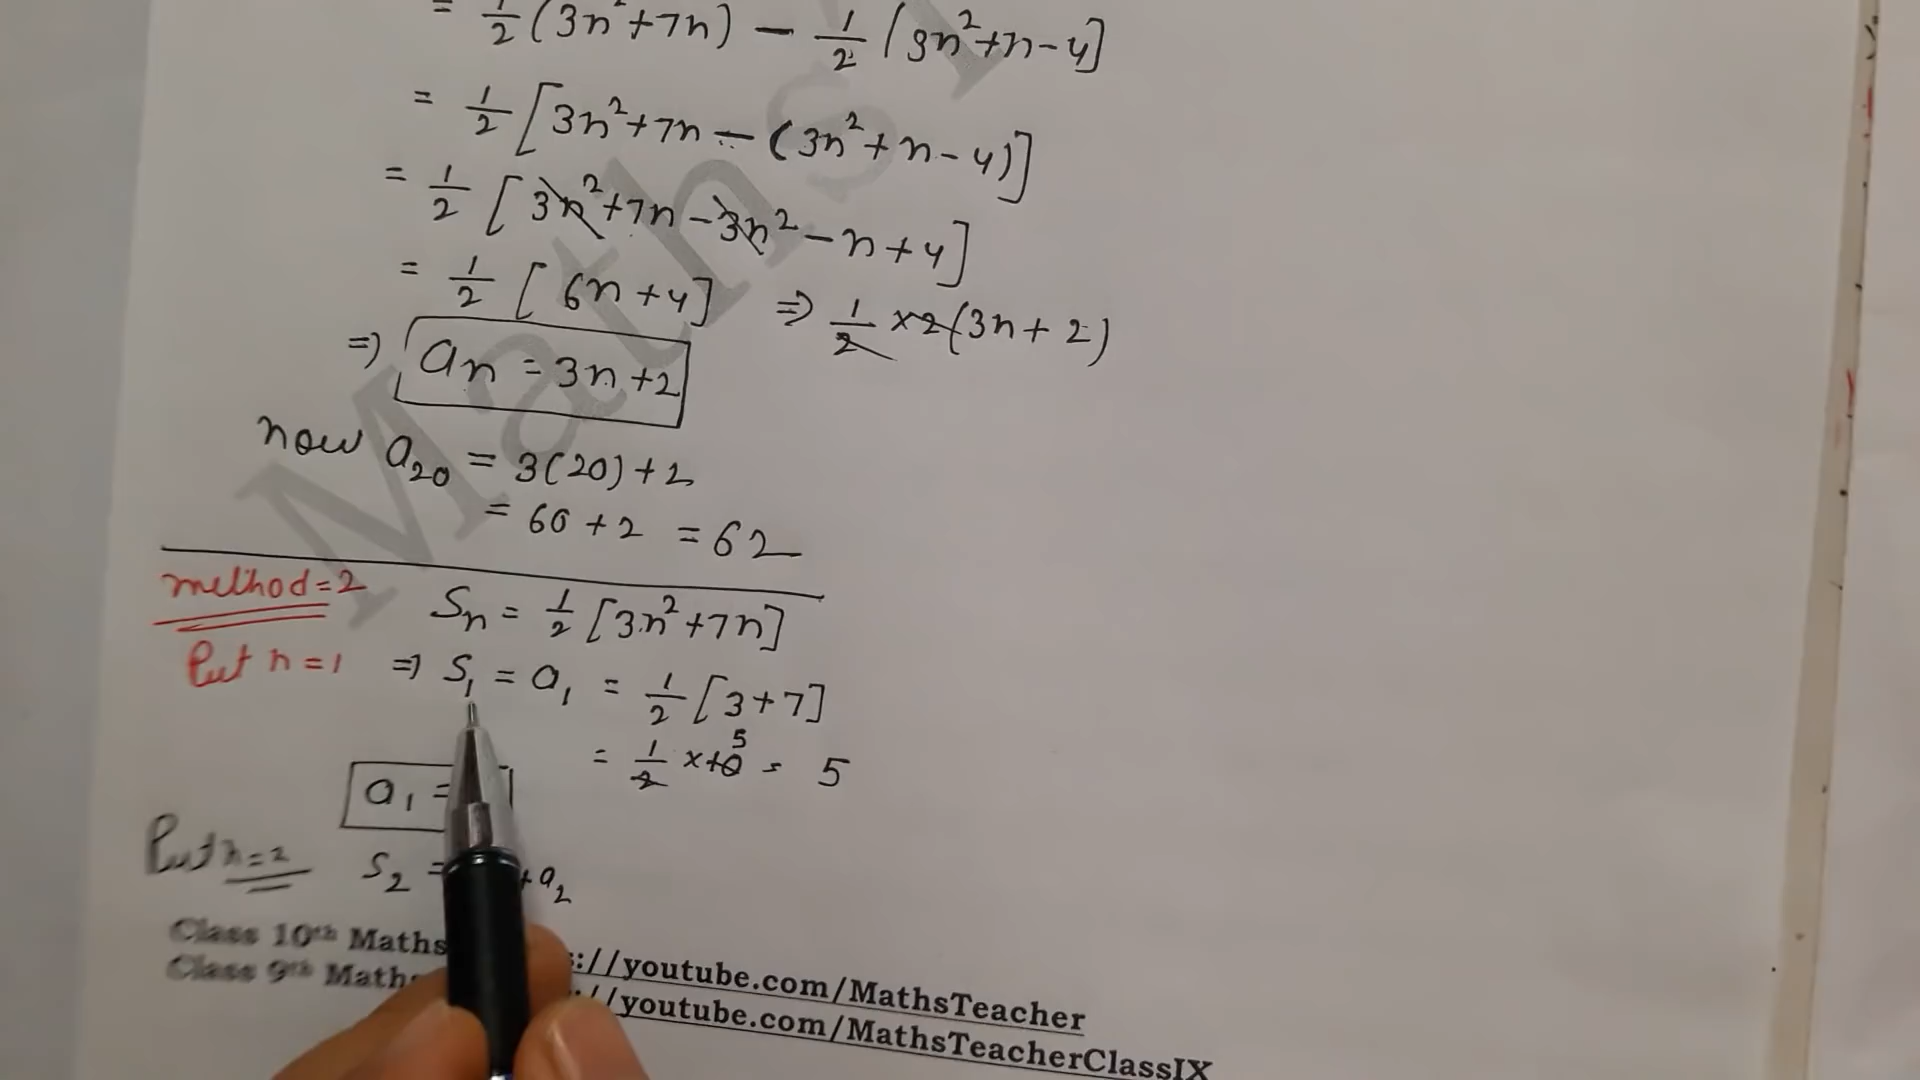 = 1/2 (3n²+7n) - 1/2 [3n²+n-4]
= 1/2 [3n²+7n - (3n²+n-4)]
= 1/2 [3n²+7n-3n²-n+4]
= 1/2 [6n+4] ⇒ 1/2 ×2(3n+2)
⇒ an = 3n+2
now a₂₀ = 3(20)+2
= 60+2 = 62
method=2 Sn = 1/2 [3n²+7n]
Put n=1 ⇒ S₁ = a₁ = 1/2 [3+7]
= 1/2 ×10 5 = 5
a₁ =
Put n=2 S₂ = +a₂
Class 10th Maths ://youtube.com/MathsTeacher
Class 9th Maths //youtube.com/MathsTeacherClassIX
Maths